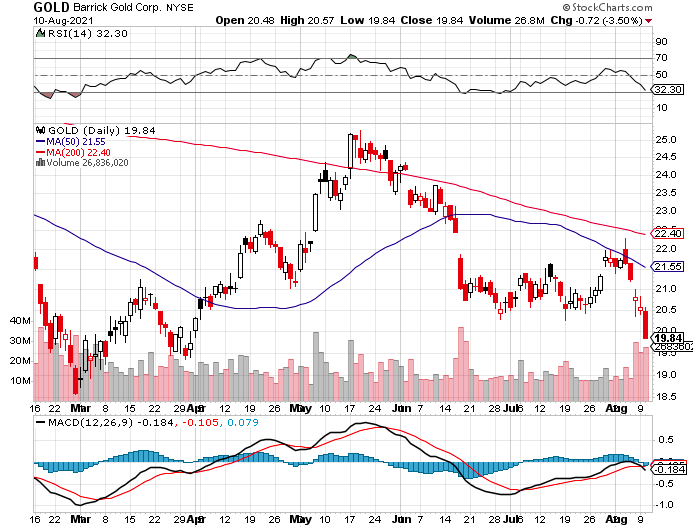 GOLD Barrick Gold Corp. NYSE © StockCharts.com
10-Aug-2021 Open 20.48 High 20.57 Low 19.84 Close 19.84 Volume 26.8M Chg -0.72 (-3.50%)
RSI(14) 32.30
90
70
50
32.30
10
GOLD (Daily) 19.84
MA(50) 21.55
MA(200) 22.40
Volume 26,836,020
25.0
24.5
24.0
23.5
23.0
22.5
22.40
22.0
21.55
21.0
20.5
20.0
19.84
26836020
19.5
19.0
18.5
40M
30M
20M
10M
16 22 Mar 8 15 22 29 Apr 12 19 26 May 10 17 24 Jun 7 14 21 Jul 6 12 19 26 Aug 9
MACD(12,26,9) -0.184, -0.105, 0.079
0.5
0.0
-0.184
-0.5
-1.0
16 22 Mar 8 15 22 29 Apr 12 19 26 May 10 17 24 Jun 7 14 21 Jul 6 12 19 26 Aug 9